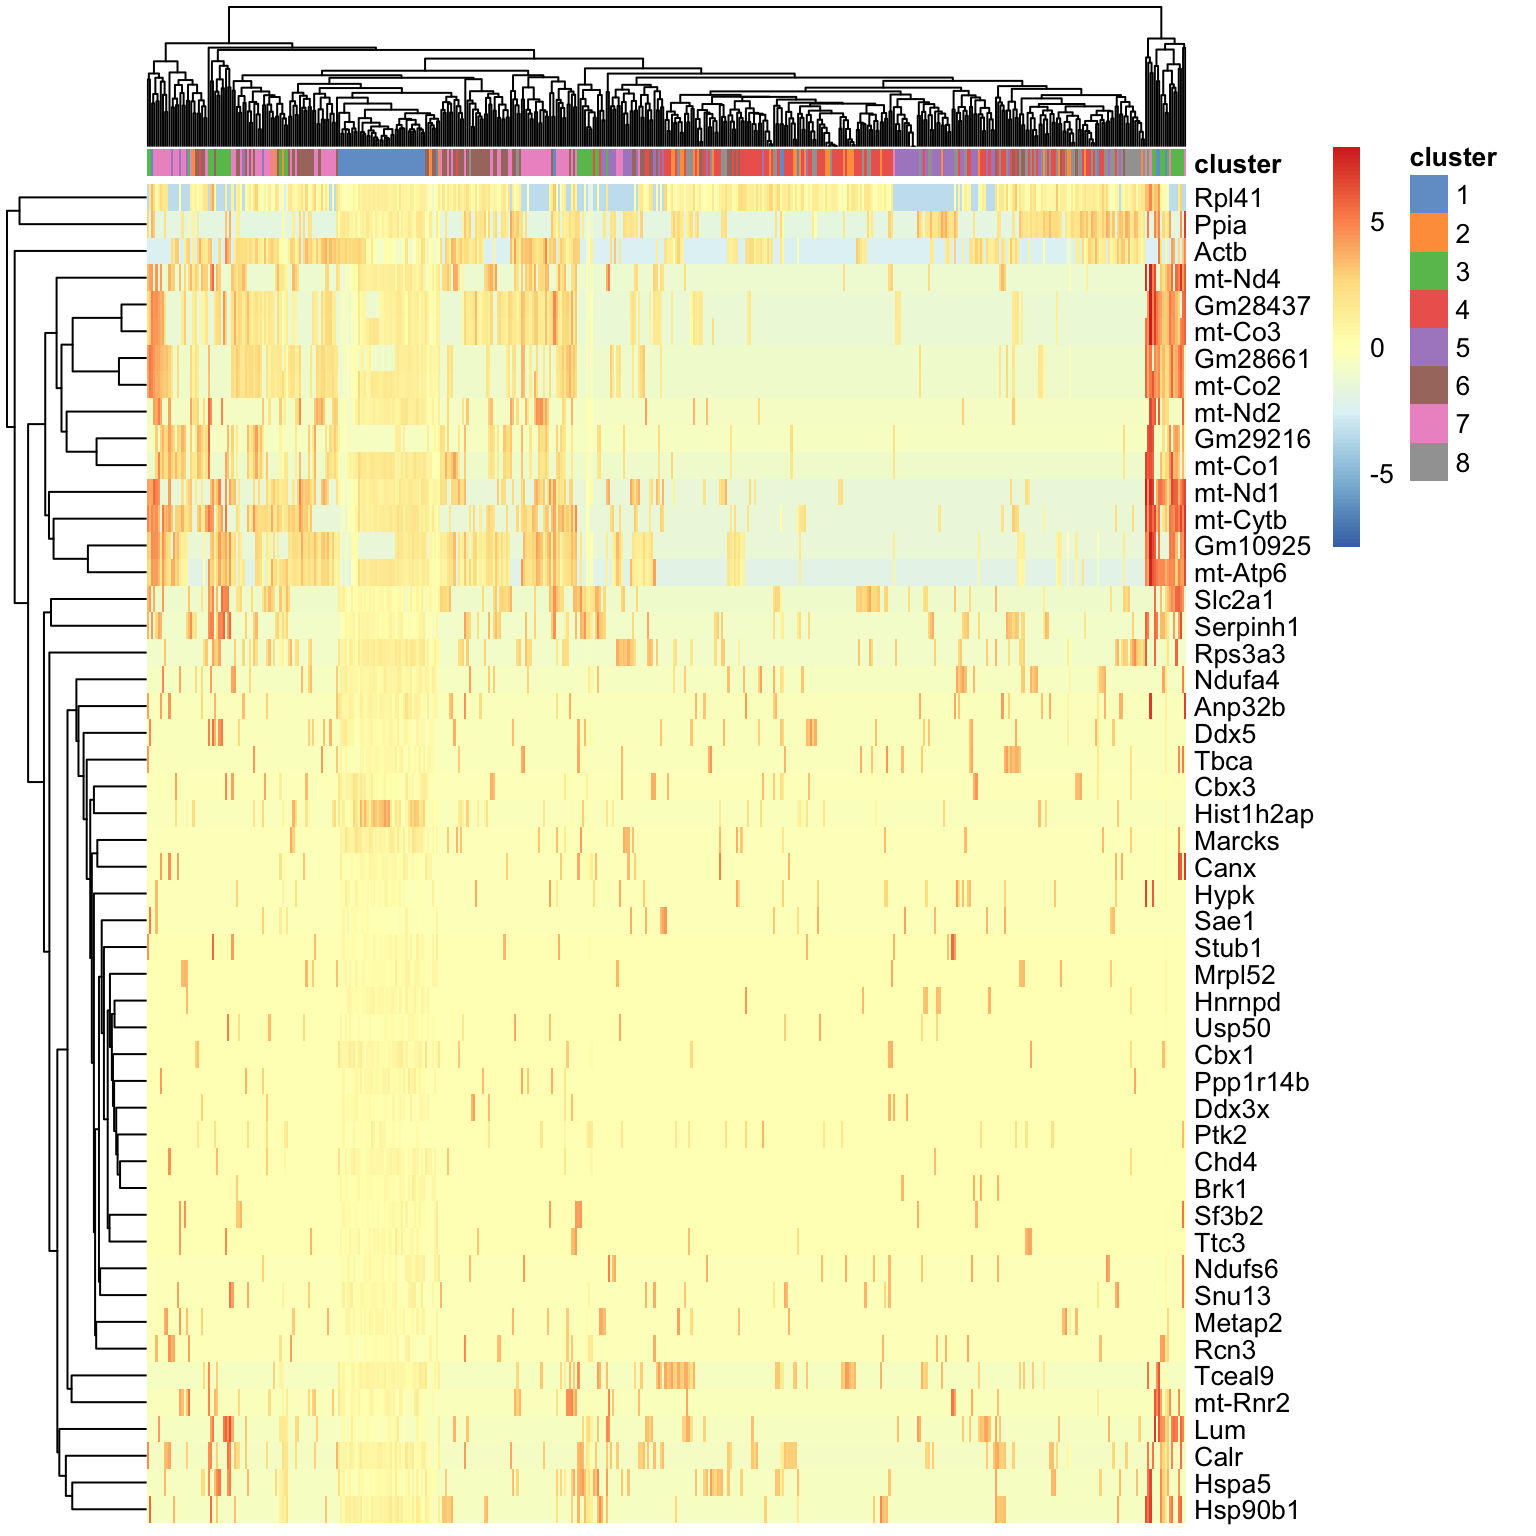 cluster
Rpl41
Ppia
Actb
mt-Nd4
Gm28437
mt-Co3
Gm28661
mt-Co2
mt-Nd2
Gm29216
mt-Co1
mt-Nd1
mt-Cytb
Gm10925
mt-Atp6
Slc2a1
Serpinh1
Rps3a3
Ndufa4
Anp32b
Ddx5
Tbca
Cbx3
Hist1h2ap
Marcks
Canx
Hypk
Sae1
Stub1
Mrpl52
Hnrnpd
Usp50
Cbx1
Ppp1r14b
Ddx3x
Ptk2
Chd4
Brk1
Sf3b2
Ttc3
Ndufs6
Snu13
Metap2
Rcn3
Tceal9
mt-Rnr2
Lum
Calr
Hspa5
Hsp90b1
5
0
-5
cluster
1
2
3
4
5
6
7
8